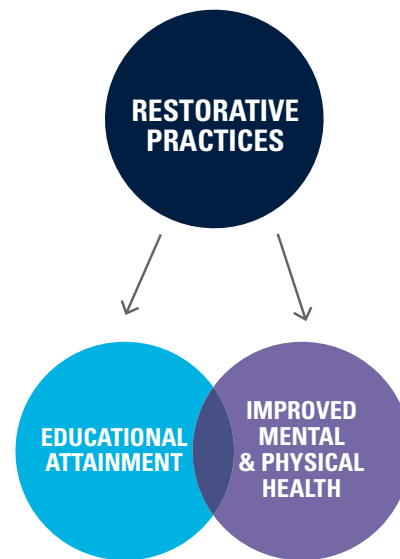 RESTORATIVE
PRACTICES
EDUCATIONAL
ATTAINMENT
IMPROVED
MENTAL
& PHYSICAL
HEALTH